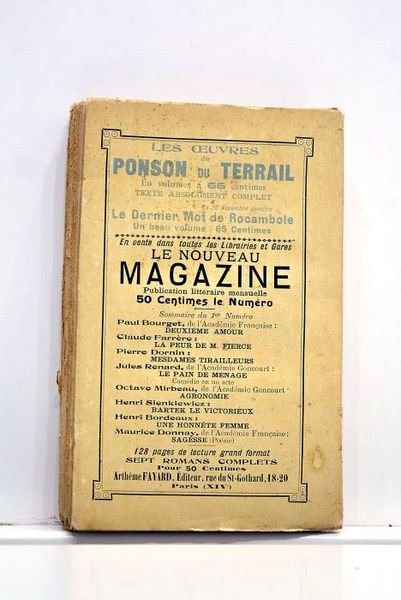 LES ŒUVRES
de
PONSON DU TERRAIL
En volumes à 65 centimes
TEXTE ABSOLUMENT COMPLET
Le 10 Novembre
Le Dernier Mot de Rocambole
Un beau volume : 65 Centimes
En vente dans toutes les Librairies et Gares
LE NOUVEAU
MAGAZINE
Publication littéraire mensuelle
50 Centimes le Numéro
Sommaire du 1er Numéro
Paul Bourget, de l'Académie Française :
DEUXIÈME AMOUR
Claude Farrère :
LA PEUR DE M. FIERCE
Pierre Dornin :
MESDAMES TIRAILLEURS
Jules Renard, de l'Académie Goncourt :
LE PAIN DE MENAGE
Comédie en un acte
Octave Mirbeau, de l'Académie Goncourt :
AGRONOMIE
Henri Sienkiewicz :
BARTEK LE VICTORIEUX
Henri Bordeaux :
UNE HONNÊTE FEMME
Maurice Donnay, de l'Académie Française :
SAGESSE (Poésie)
128 pages de lecture grand format
SEPT ROMANS COMPLETS
Pour 50 Centimes
Arthème FAYARD, Éditeur, rue du St-Gothard, 18-20
Paris (XIV)